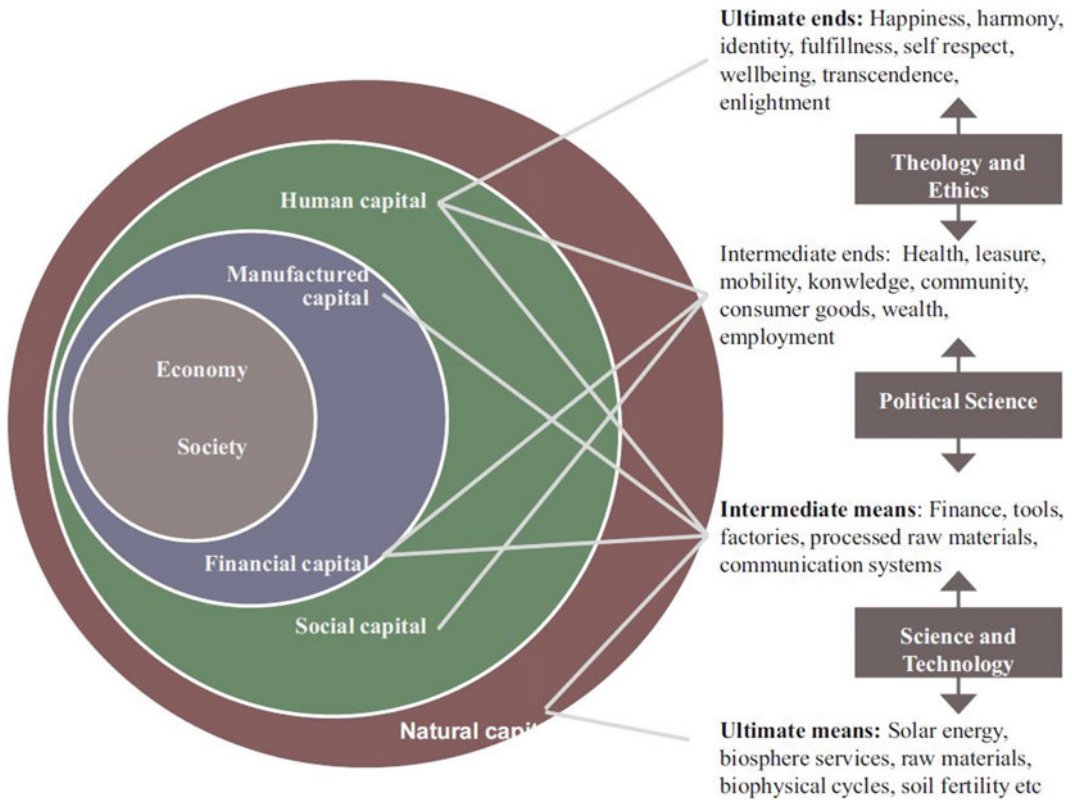 Ultimate ends: Happiness, harmony,
identity, fulfillness, self respect,
wellbeing, transcendence,
enlightment
Theology and
Ethics
Human capital
Intermediate ends: Health, leasure,
mobility, konwledge, community,
consumer goods, wealth,
employment
Manufactured
capital
Economy
Society
Political Science
Intermediate means: Finance, tools,
factories, processed raw materials,
communication systems
Financial capital
Social capital
Science and
Technology
Natural capit
Ultimate means: Solar energy,
biosphere services, raw materials,
biophysical cycles, soil fertility etc